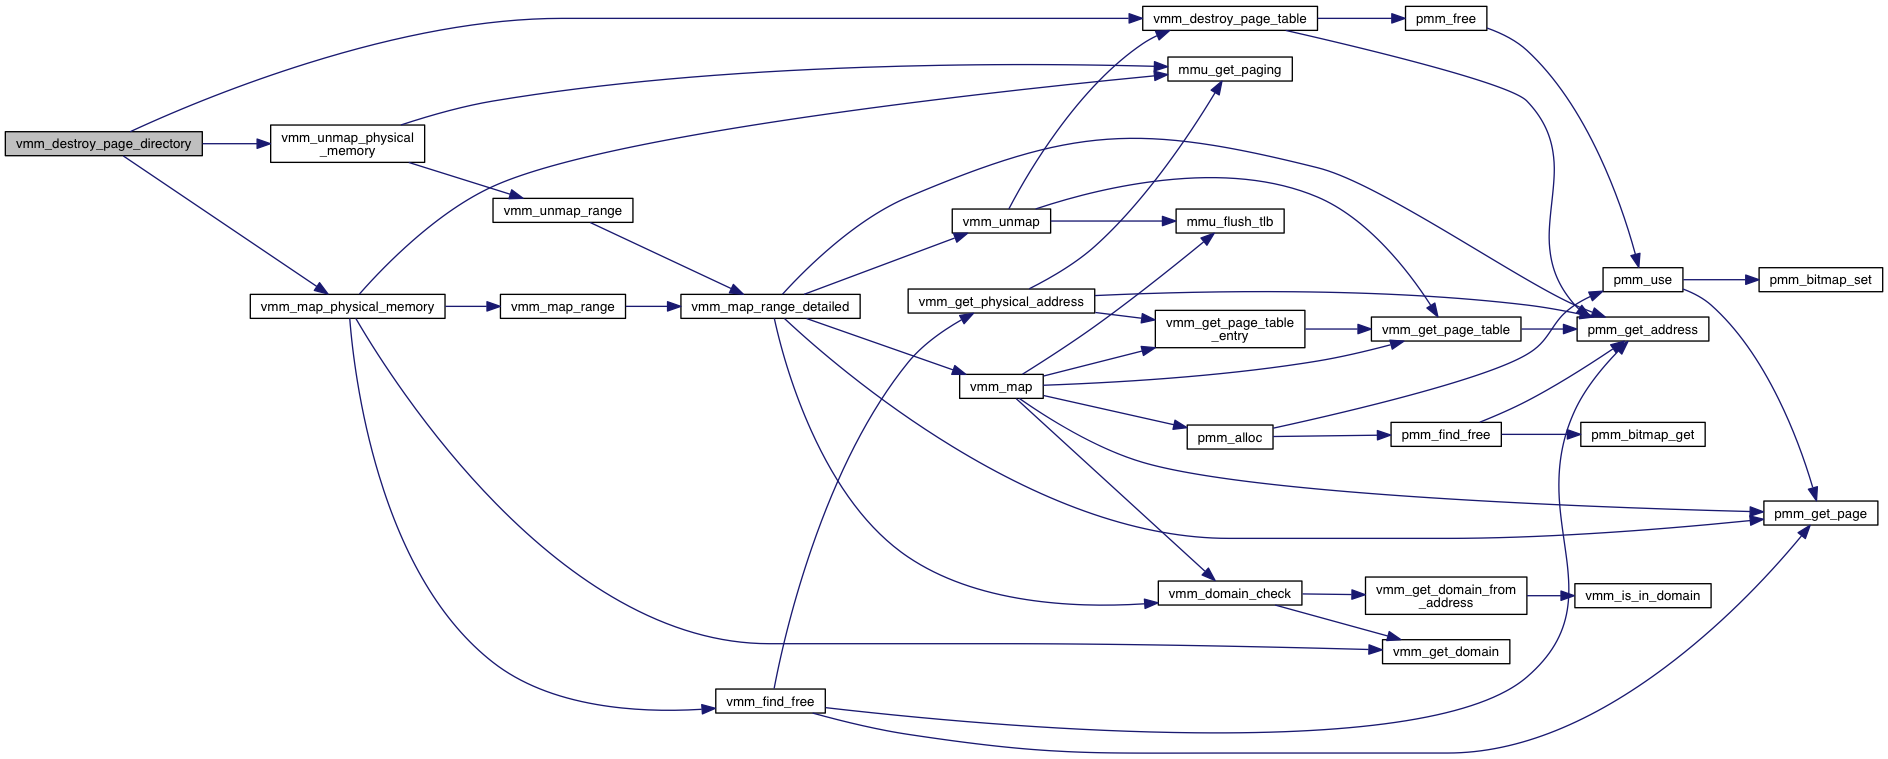 vmm_destroy_page_table
pmm_free
mmu_get_paging
vmm_destroy_page_directory
vmm_unmap_physical
_memory
vmm_unmap_range
vmm_unmap
mmu_flush_tlb
pmm_use
pmm_bitmap_set
vmm_map_physical_memory
vmm_map_range
vmm_map_range_detailed
vmm_get_physical_address
vmm_get_page_table
_entry
vmm_get_page_table
pmm_get_address
vmm_map
pmm_alloc
pmm_find_free
pmm_bitmap_get
pmm_get_page
vmm_domain_check
vmm_get_domain_from
_address
vmm_is_in_domain
vmm_get_domain
vmm_find_free